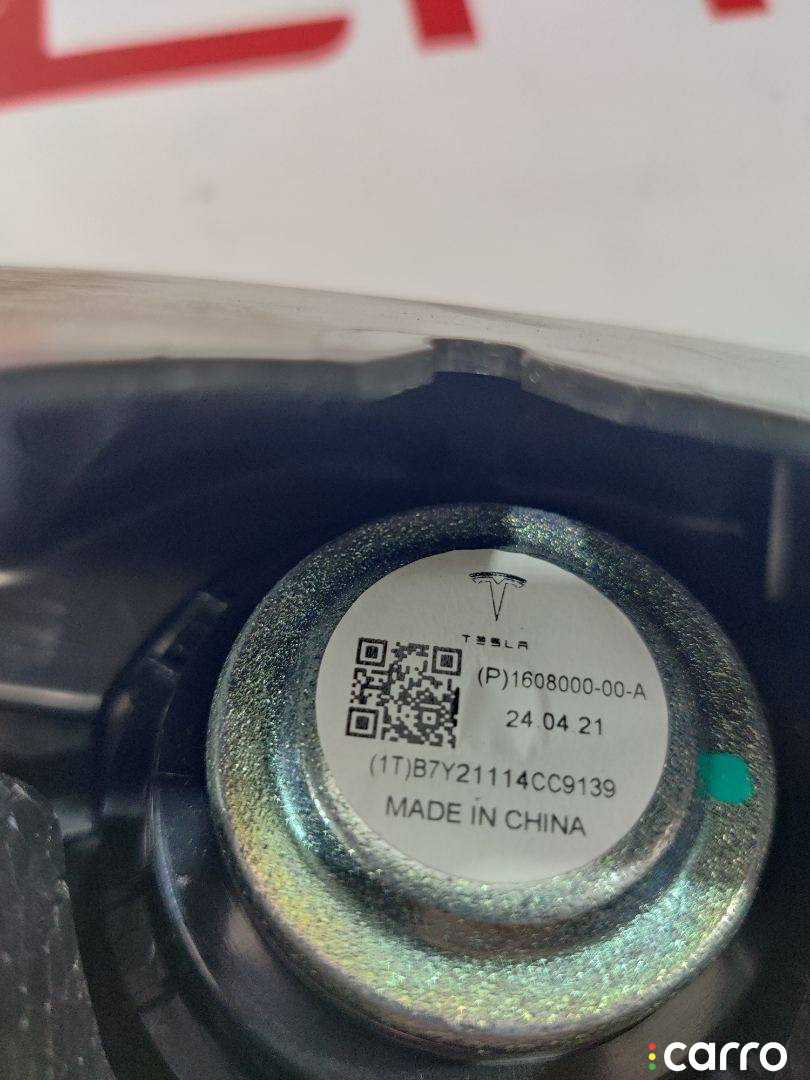 TESLA
(P)1608000-00-A
24.04.21
(1T)B7Y21114CC9139
MADE IN CHINA
carro